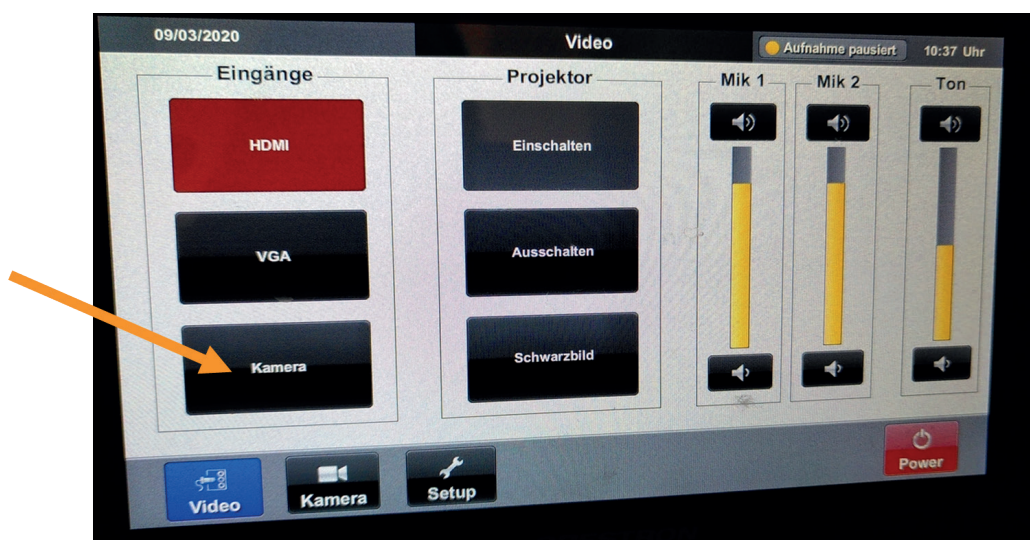 09/03/2020
Video
Aufnahme pausiert
10:37 Uhr
Eingänge
HDMI
VGA
Kamera
Projektor
Einschalten
Ausschalten
Schwarzbild
Mik 1
Mik 2
Ton
Video
Kamera
Setup
Power